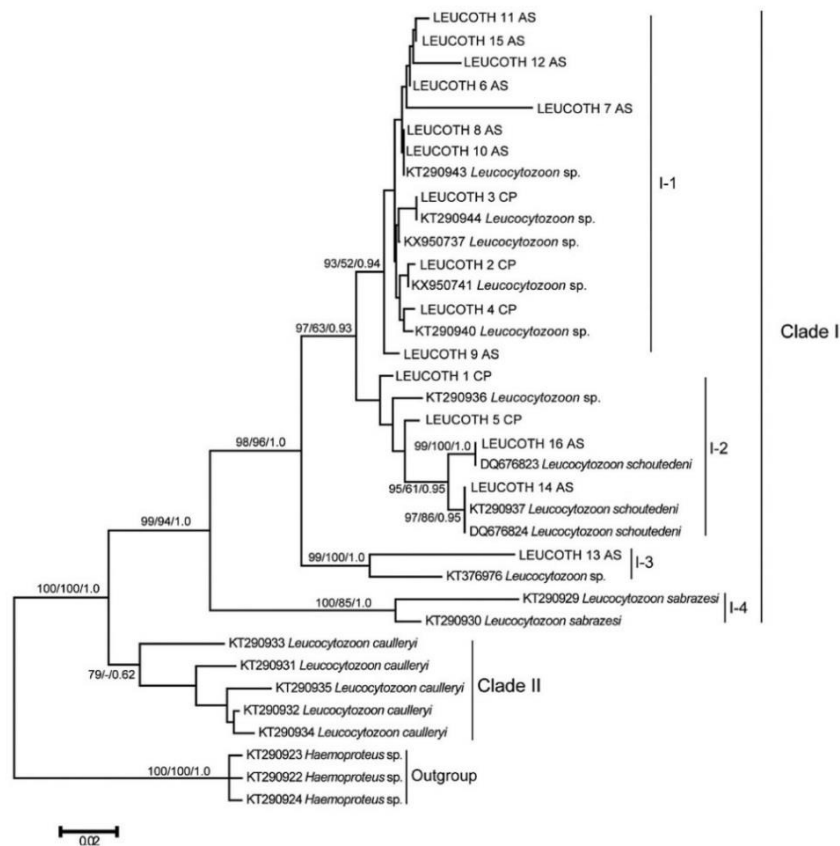 LEUCOTH 11 AS
LEUCOTH 15 AS
LEUCOTH 12 AS
LEUCOTH 6 AS
LEUCOTH 7 AS
LEUCOTH 8 AS
LEUCOTH 10 AS
KT290943 Leucocytozoon sp.
I-1
LEUCOTH 3 CP
KT290944 Leucocytozoon sp.
KX950737 Leucocytozoon sp.
93/52/0.94
LEUCOTH 2 CP
KX950741 Leucocytozoon sp.
LEUCOTH 4 CP
97/63/0.93
KT290940 Leucocytozoon sp.
Clade I
LEUCOTH 9 AS
LEUCOTH 1 CP
KT290936 Leucocytozoon sp.
LEUCOTH 5 CP
98/96/1.0
99/100/1.0
LEUCOTH 16 AS
I-2
DQ676823 Leucocytozoon schoutedeni
95/61/0.95
LEUCOTH 14 AS
KT290937 Leucocytozoon schoutedeni
97/86/0.95
99/94/1.0
DQ676824 Leucocytozoon schoutedeni
99/100/1.0
LEUCOTH 13 AS
I-3
KT376976 Leucocytozoon sp.
100/100/1.0
100/85/1.0
KT290929 Leucocytozoon sabrazesi
I-4
KT290930 Leucocytozoon sabrazesi
KT290933 Leucocytozoon caulleryi
79/-/0.62
KT290931 Leucocytozoon caulleryi
KT290935 Leucocytozoon caulleryi
Clade II
KT290932 Leucocytozoon caulleryi
KT290934 Leucocytozoon caulleryi
KT290923 Haemoproteus sp.
100/100/1.0
KT290922 Haemoproteus sp.
Outgroup
KT290924 Haemoproteus sp.
0.02